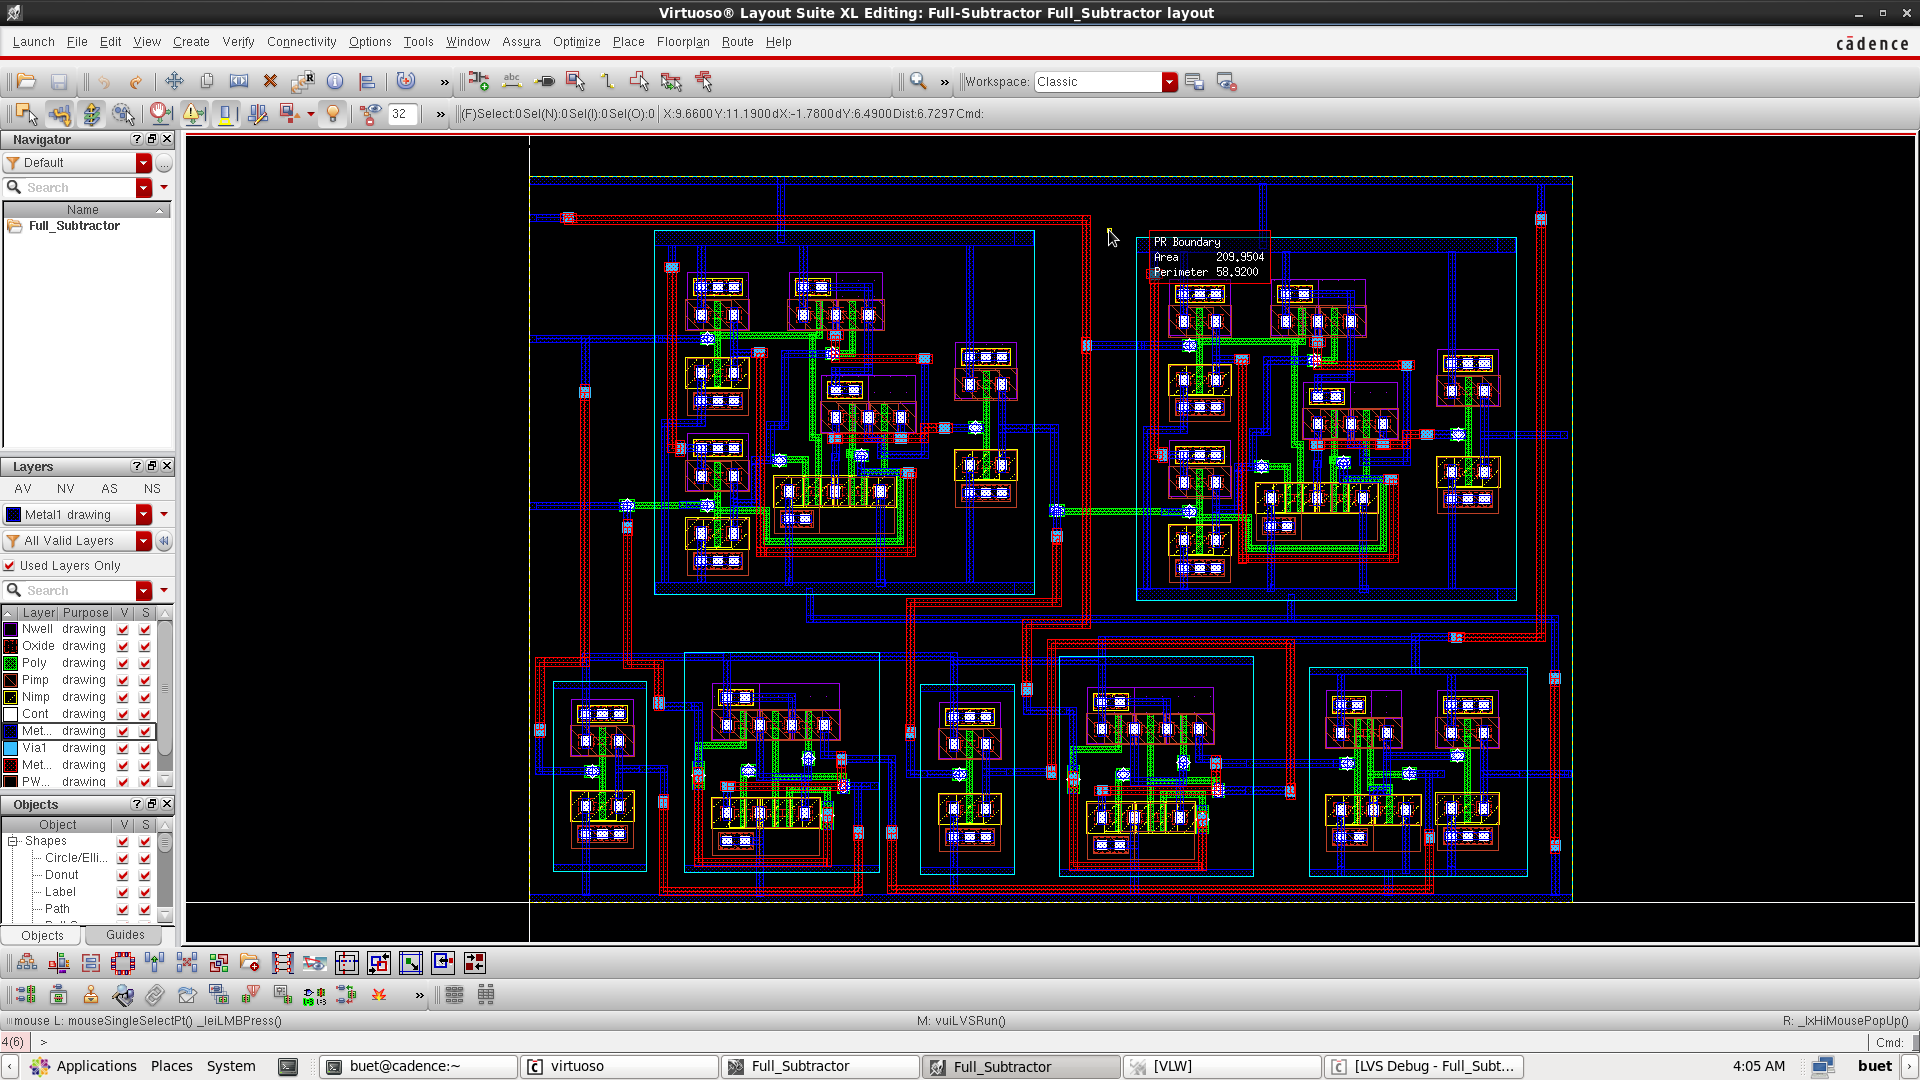 Virtuoso® Layout Suite XL Editing: Full-Subtractor Full_Subtractor layout
Launch File Edit View Create Verify Connectivity Options Tools Window Assura Optimize Place Floorplan Route Help
cādence
Workspace: Classic
32
(F)Select:0 Sel(N):0 Sel(I):0 Sel(O):0 X:9.6600 Y:11.1900 dX:-1.7800 dY:6.4900 Dist:6.7297 Cmd:
Navigator
Default
Search
Name
Full_Subtractor
PR Boundary
Area 209.9504
Perimeter 58.9200
Layers
AV NV AS NS
Metal1 drawing
All Valid Layers
Used Layers Only
Search
Layer Purpose V S
Nwell drawing
Oxide drawing
Poly drawing
Pimp drawing
Nimp drawing
Cont drawing
Met... drawing
Via1 drawing
Met... drawing
PW... drawing
Objects
Object V S
Shapes
Circle/Elli...
Donut
Label
Path
Objects Guides
mouse L: mouseSingleSelectPt() _leiLMBPress()
M: vuiLVSRun()
R: _lxHiMousePopUp()
4(6) >
Cmd:
Applications Places System
buet@cadence:~
virtuoso
Full_Subtractor
Full_Subtractor
[VLW]
[LVS Debug - Full_Subt...
4:05 AM
buet